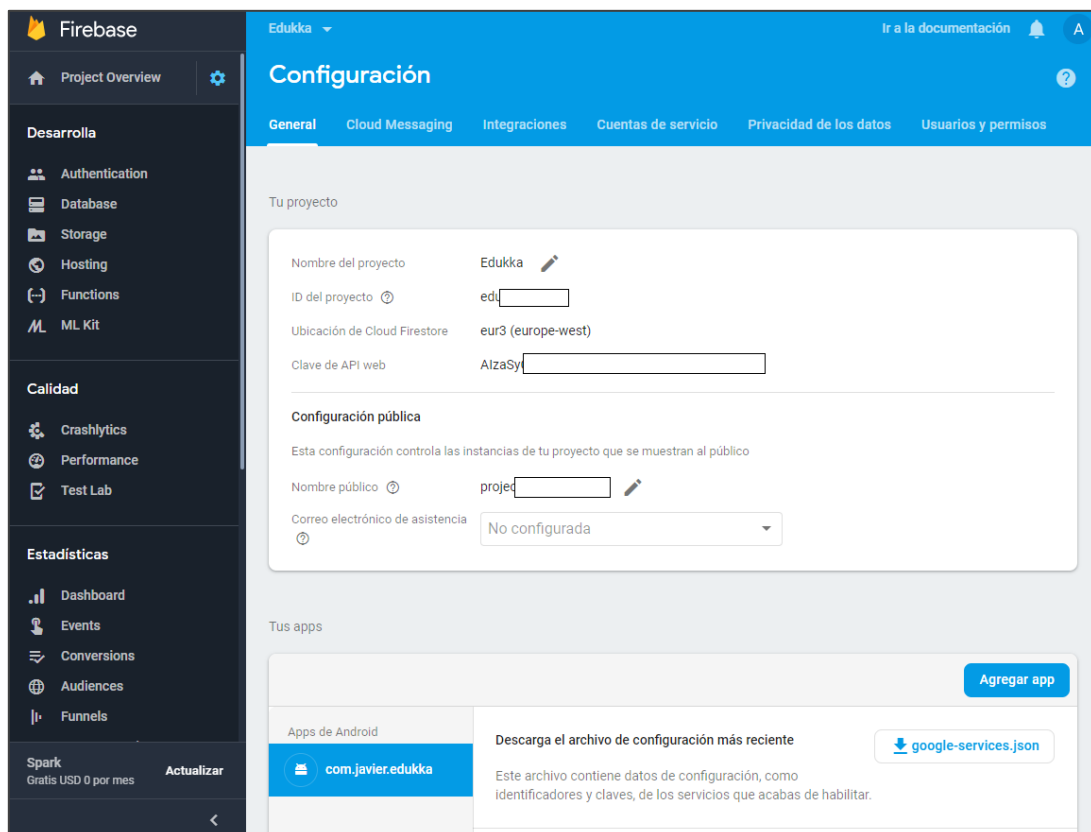 Firebase
Project Overview
Desarrolla
Authentication
Database
Storage
Hosting
Functions
ML Kit
Calidad
Crashlytics
Performance
Test Lab
Estadísticas
Dashboard
Events
Conversions
Audiences
Funnels
Spark
Gratis USD 0 por mes
Actualizar
Edukka
Ir a la documentación
A
Configuración
General Cloud Messaging Integraciones Cuentas de servicio Privacidad de los datos Usuarios y permisos
Tu proyecto
Nombre del proyecto Edukka
ID del proyecto edu
Ubicación de Cloud Firestore eur3 (europe-west)
Clave de API web AIzaSy
Configuración pública
Esta configuración controla las instancias de tu proyecto que se muestran al público
Nombre público projec
Correo electrónico de asistencia No configurada
Tus apps
Agregar app
Apps de Android
com.javier.edukka
Descarga el archivo de configuración más reciente
google-services.json
Este archivo contiene datos de configuración, como
identificadores y claves, de los servicios que acabas de habilitar.